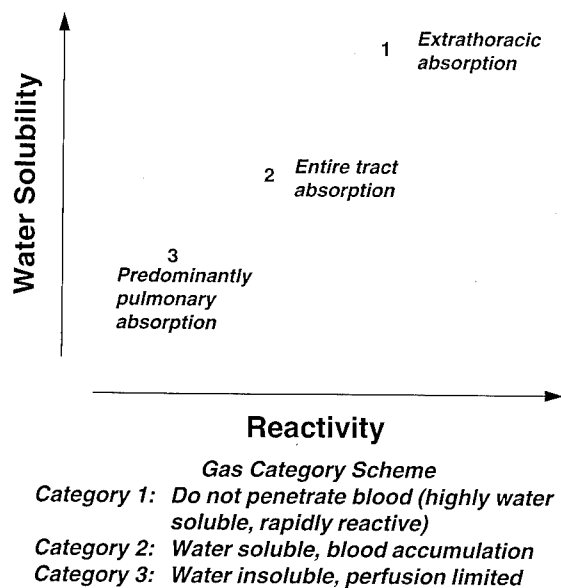 Water Solubility
1
Extrathoracic
absorption
2
Entire tract
absorption
3
Predominantly
pulmonary
absorption
Reactivity
Gas Category Scheme
Category 1: Do not penetrate blood (highly water
soluble, rapidly reactive)
Category 2: Water soluble, blood accumulation
Category 3: Water insoluble, perfusion limited